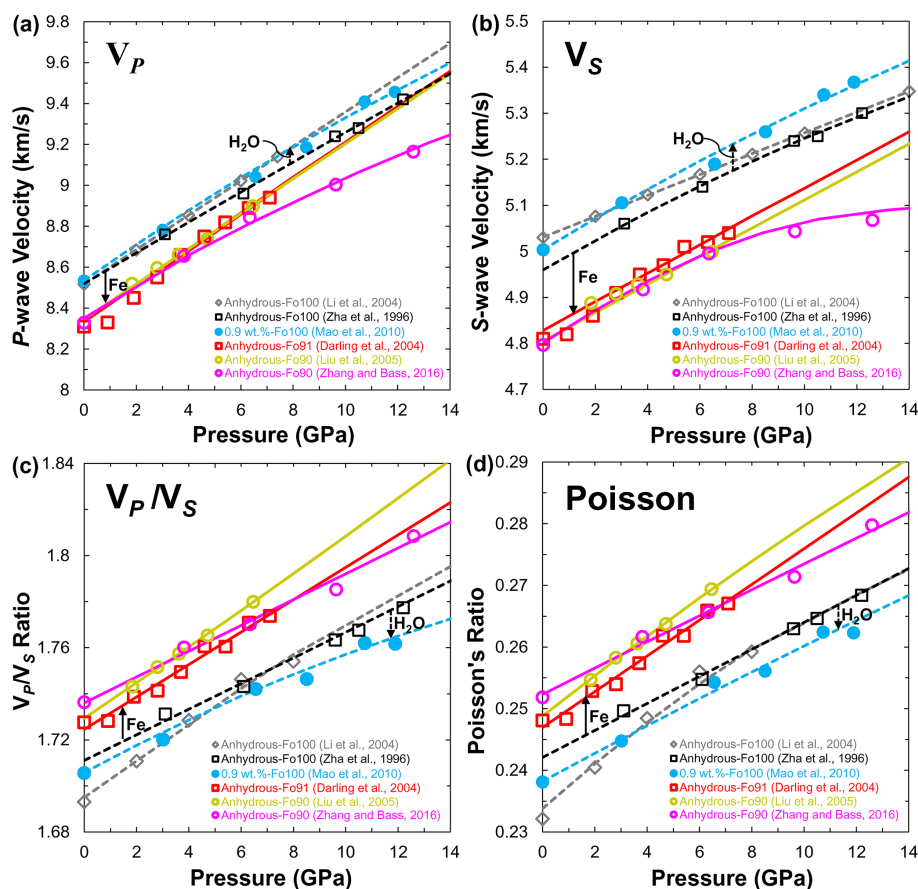 (a)
V_P
P-wave Velocity (km/s)
9.8
9.6
9.4
9.2
9
8.8
8.6
8.4
8.2
8
H₂O
Fe
Anhydrous-Fo100 (Li et al., 2004)
Anhydrous-Fo100 (Zha et al., 1996)
0.9 wt.%-Fo100 (Mao et al., 2010)
Anhydrous-Fo91 (Darling et al., 2004)
Anhydrous-Fo90 (Liu et al., 2005)
Anhydrous-Fo90 (Zhang and Bass, 2016)
0 2 4 6 8 10 12 14
Pressure (GPa)
(b)
V_S
S-wave Velocity (km/s)
5.5
5.4
5.3
5.2
5.1
5
4.9
4.8
4.7
H₂O
Fe
Anhydrous-Fo100 (Li et al., 2004)
Anhydrous-Fo100 (Zha et al., 1996)
0.9 wt.%-Fo100 (Mao et al., 2010)
Anhydrous-Fo91 (Darling et al., 2004)
Anhydrous-Fo90 (Liu et al., 2005)
Anhydrous-Fo90 (Zhang and Bass, 2016)
0 2 4 6 8 10 12 14
Pressure (GPa)
(c)
V_P /V_S
V_P/V_S Ratio
1.84
1.8
1.76
1.72
1.68
H₂O
Fe
Anhydrous-Fo100 (Li et al., 2004)
Anhydrous-Fo100 (Zha et al., 1996)
0.9 wt.%-Fo100 (Mao et al., 2010)
Anhydrous-Fo91 (Darling et al., 2004)
Anhydrous-Fo90 (Liu et al., 2005)
Anhydrous-Fo90 (Zhang and Bass, 2016)
0 2 4 6 8 10 12 14
Pressure (GPa)
(d)
Poisson
Poisson's Ratio
0.29
0.28
0.27
0.26
0.25
0.24
0.23
H₂O
Fe
Anhydrous-Fo100 (Li et al., 2004)
Anhydrous-Fo100 (Zha et al., 1996)
0.9 wt.%-Fo100 (Mao et al., 2010)
Anhydrous-Fo91 (Darling et al., 2004)
Anhydrous-Fo90 (Liu et al., 2005)
Anhydrous-Fo90 (Zhang and Bass, 2016)
0 2 4 6 8 10 12 14
Pressure (GPa)